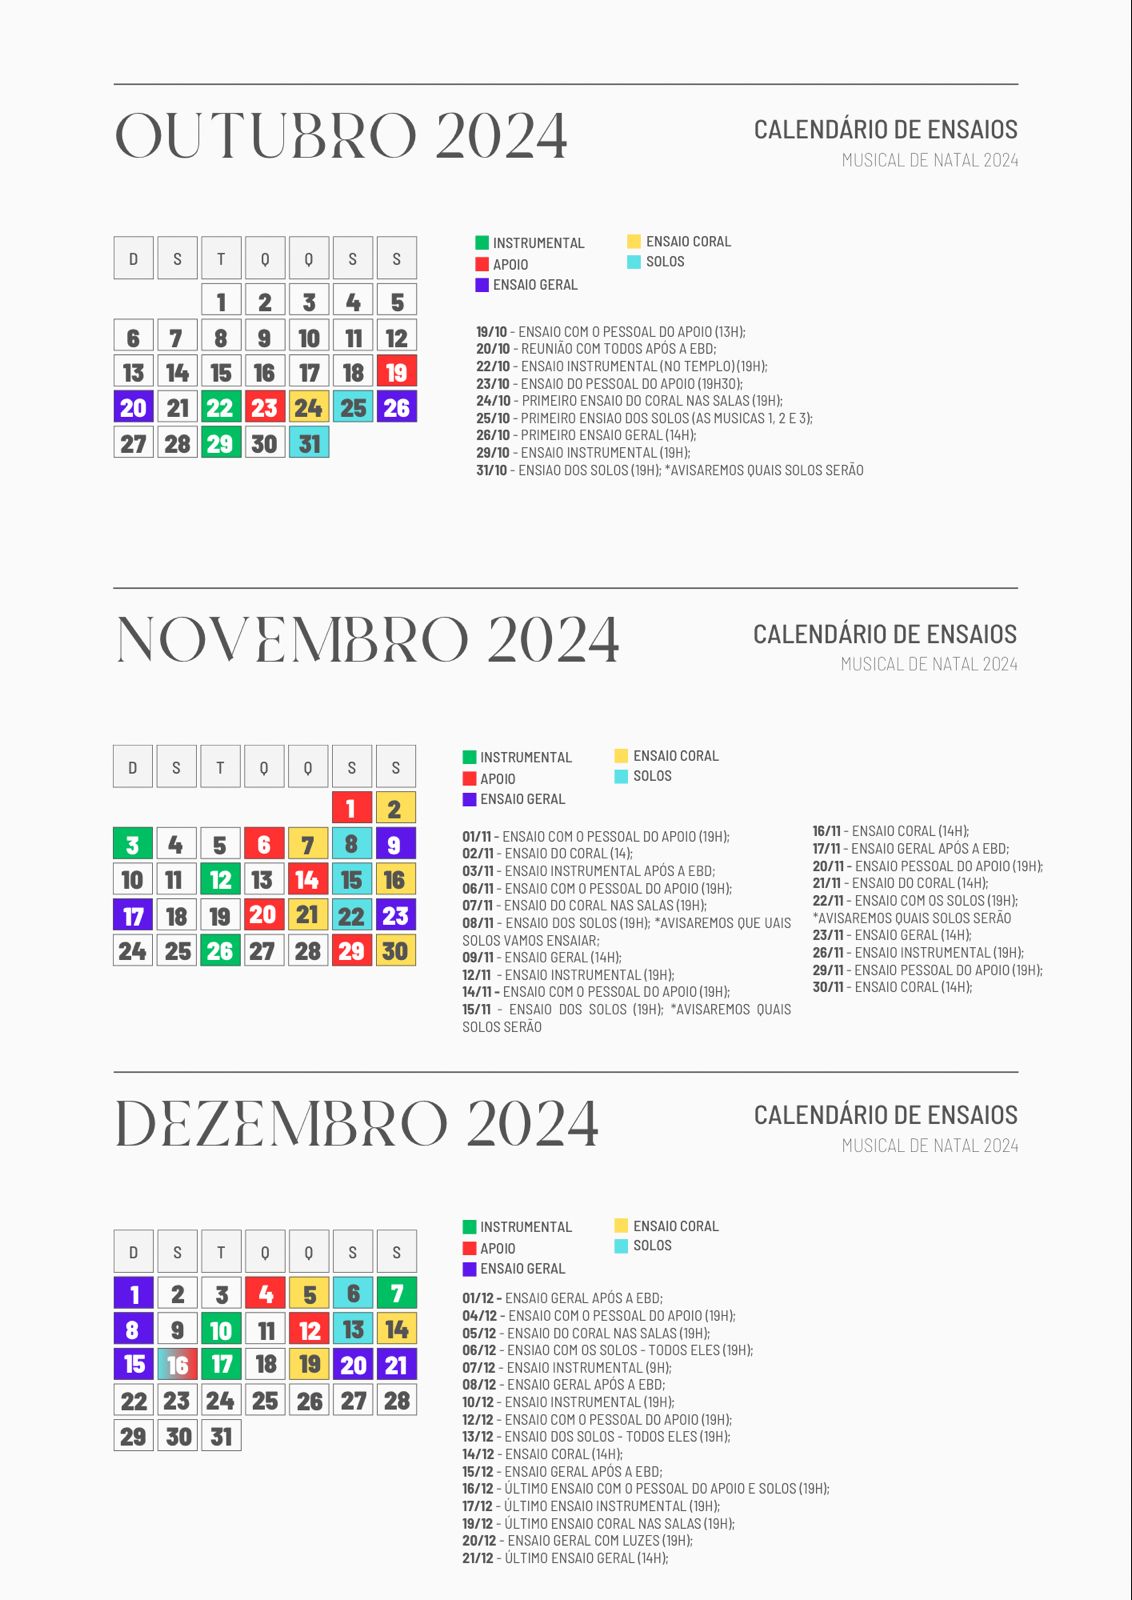 OUTUBRO 2024
CALENDÁRIO DE ENSAIOS
MUSICAL DE NATAL 2024
D S T Q Q S S
1 2 3 4 5
6 7 8 9 10 11 12
13 14 15 16 17 18 19
20 21 22 23 24 25 26
27 28 29 30 31
INSTRUMENTAL
APOIO
ENSAIO GERAL
ENSAIO CORAL
SOLOS
19/10 - ENSAIO COM O PESSOAL DO APOIO (13H);
20/10 - REUNIÃO COM TODOS APÓS A EBD;
22/10 - ENSAIO INSTRUMENTAL (NO TEMPLO) (19H);
23/10 - ENSAIO DO PESSOAL DO APOIO (19H30);
24/10 - PRIMEIRO ENSAIO DO CORAL NAS SALAS (19H);
25/10 - PRIMEIRO ENSIAO DOS SOLOS (AS MUSICAS 1, 2 E 3);
26/10 - PRIMEIRO ENSAIO GERAL (14H);
29/10 - ENSAIO INSTRUMENTAL (19H);
31/10 - ENSIAO DOS SOLOS (19H); *AVISAREMOS QUAIS SOLOS SERÃO
NOVEMBRO 2024
CALENDÁRIO DE ENSAIOS
MUSICAL DE NATAL 2024
D S T Q Q S S
1 2
3 4 5 6 7 8 9
10 11 12 13 14 15 16
17 18 19 20 21 22 23
24 25 26 27 28 29 30
INSTRUMENTAL
APOIO
ENSAIO GERAL
ENSAIO CORAL
SOLOS
01/11 - ENSAIO COM O PESSOAL DO APOIO (19H);
02/11 - ENSAIO DO CORAL (14);
03/11 - ENSAIO INSTRUMENTAL APÓS A EBD;
06/11 - ENSAIO COM O PESSOAL DO APOIO (19H);
07/11 - ENSAIO DO CORAL NAS SALAS (19H);
08/11 - ENSAIO DOS SOLOS (19H); *AVISAREMOS QUE UAIS
SOLOS VAMOS ENSAIAR;
09/11 - ENSAIO GERAL (14H);
12/11 - ENSAIO INSTRUMENTAL (19H);
14/11 - ENSAIO COM O PESSOAL DO APOIO (19H);
15/11 - ENSAIO DOS SOLOS (19H); *AVISAREMOS QUAIS
SOLOS SERÃO
16/11 - ENSAIO CORAL (14H);
17/11 - ENSAIO GERAL APÓS A EBD;
20/11 - ENSAIO PESSOAL DO APOIO (19H);
21/11 - ENSAIO DO CORAL (14H);
22/11 - ENSAIO COM OS SOLOS (19H);
*AVISAREMOS QUAIS SOLOS SERÃO
23/11 - ENSAIO GERAL (14H);
26/11 - ENSAIO INSTRUMENTAL (19H);
29/11 - ENSAIO PESSOAL DO APOIO (19H);
30/11 - ENSAIO CORAL (14H);
DEZEMBRO 2024
CALENDÁRIO DE ENSAIOS
MUSICAL DE NATAL 2024
D S T Q Q S S
1 2 3 4 5 6 7
8 9 10 11 12 13 14
15 16 17 18 19 20 21
22 23 24 25 26 27 28
29 30 31
INSTRUMENTAL
APOIO
ENSAIO GERAL
ENSAIO CORAL
SOLOS
01/12 - ENSAIO GERAL APÓS A EBD;
04/12 - ENSAIO COM O PESSOAL DO APOIO (19H);
05/12 - ENSAIO DO CORAL NAS SALAS (19H);
06/12 - ENSIAO COM OS SOLOS - TODOS ELES (19H);
07/12 - ENSAIO INSTRUMENTAL (9H);
08/12 - ENSAIO GERAL APÓS A EBD;
10/12 - ENSAIO INSTRUMENTAL (19H);
12/12 - ENSAIO COM O PESSOAL DO APOIO (19H);
13/12 - ENSAIO DOS SOLOS - TODOS ELES (19H);
14/12 - ENSAIO CORAL (14H);
15/12 - ENSAIO GERAL APÓS A EBD;
16/12 - ÚLTIMO ENSAIO COM O PESSOAL DO APOIO E SOLOS (19H);
17/12 - ÚLTIMO ENSAIO INSTRUMENTAL (19H);
19/12 - ÚLTIMO ENSAIO CORAL NAS SALAS (19H);
20/12 - ENSAIO GERAL COM LUZES (19H);
21/12 - ÚLTIMO ENSAIO GERAL (14H);